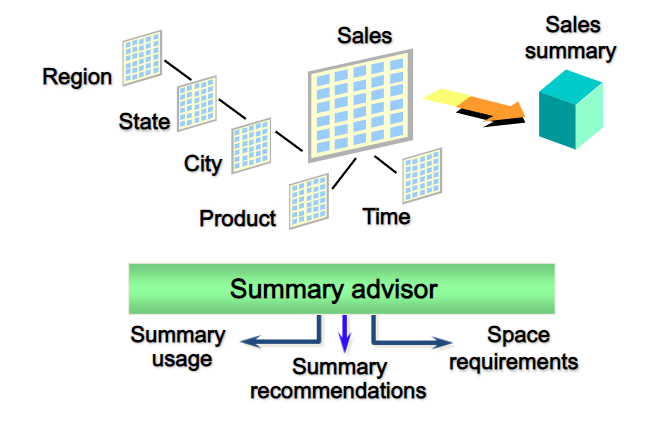 Sales
Sales
summary
Region
State
City
Product
Time
Summary advisor
Summary
usage
Summary
recommendations
Space
requirements